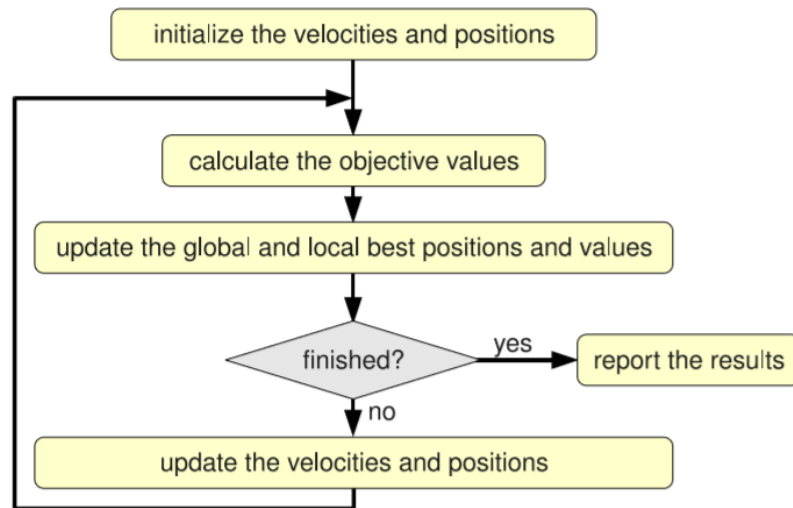 initialize the velocities and positions
calculate the objective values
update the global and local best positions and values
finished?
yes
report the results
no
update the velocities and positions